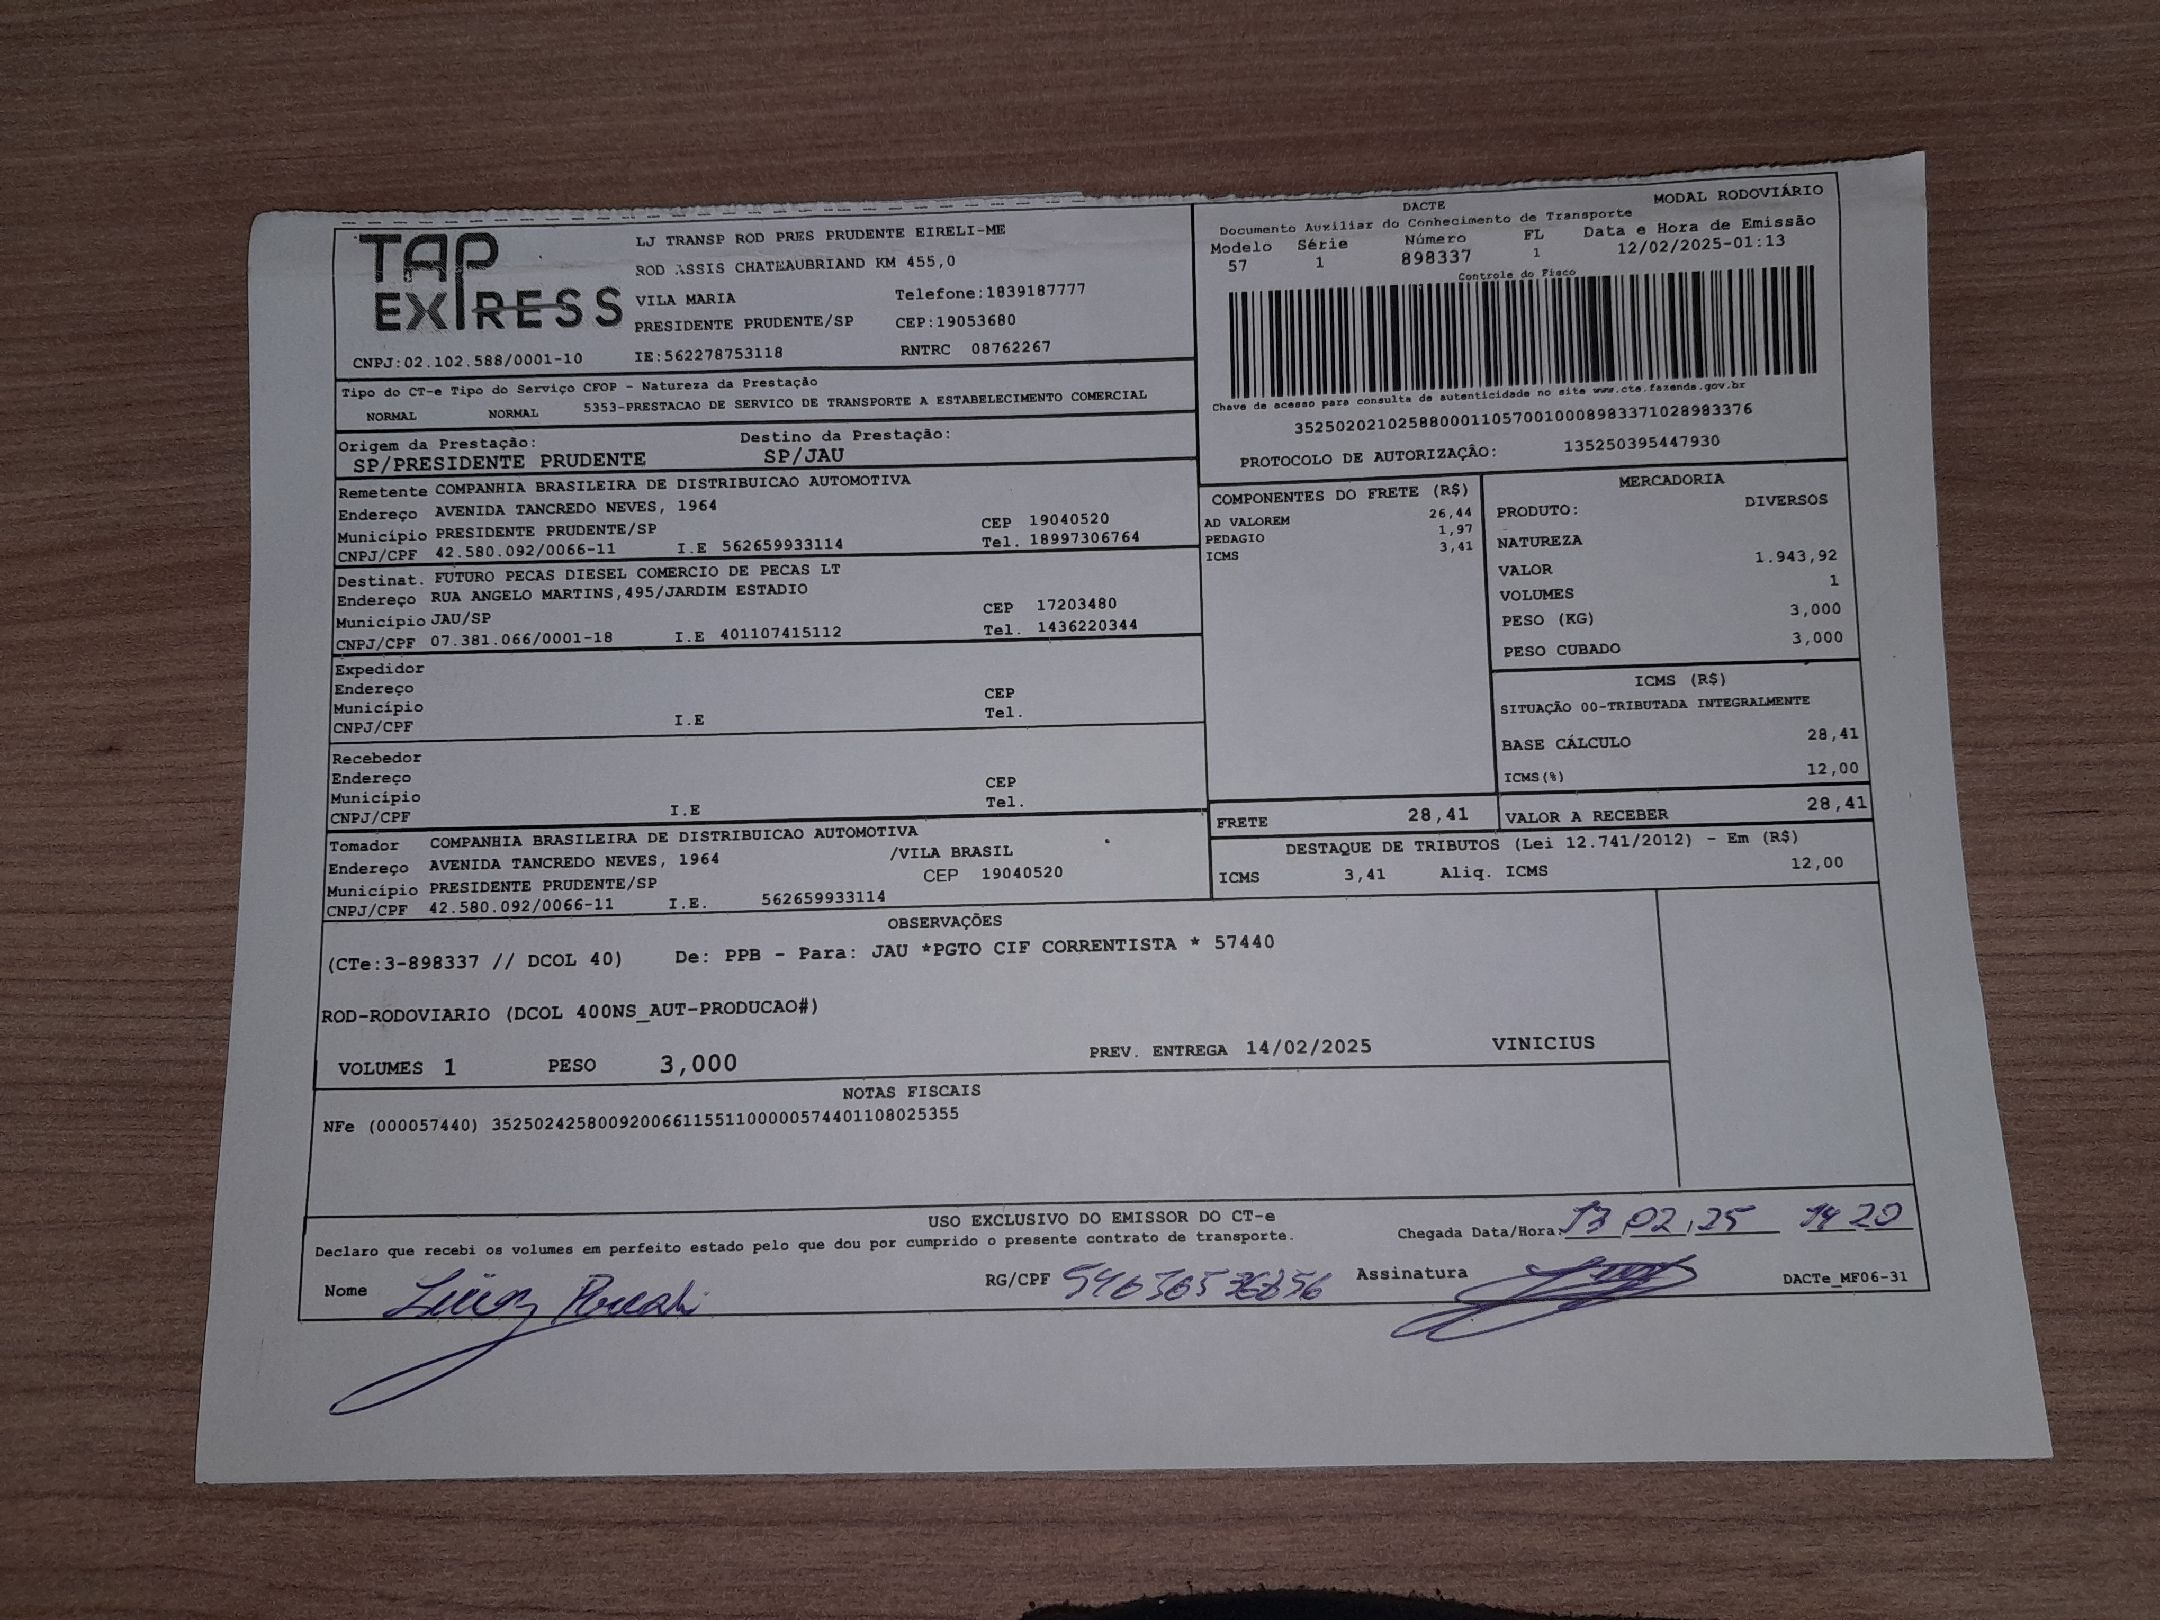 TAP EXPRESS
LJ TRANSP ROD PRES PRUDENTE EIRELI-ME
ROD ASSIS CHATEAUBRIAND KM 455,0
VILA MARIA Telefone:1839187777
PRESIDENTE PRUDENTE/SP CEP:19053680
CNPJ:02.102.588/0001-10 IE:562278753118 RNTRC 08762267
DACTE MODAL RODOVIÁRIO
Documento Auxiliar do Conhecimento de Transporte
Modelo Série Número FL Data e Hora de Emissão
57 1 898337 1 12/02/2025-01:13
Controle do Fisco
Chave de acesso para consulta de autenticidade no site www.cte.fazenda.gov.br
35250202102588000110570010008983371028983376
PROTOCOLO DE AUTORIZAÇÂO: 135250395447930
Tipo do CT-e Tipo do Serviço CFOP - Natureza da Prestação
NORMAL NORMAL 5353-PRESTACAO DE SERVICO DE TRANSPORTE A ESTABELECIMENTO COMERCIAL
Origem da Prestação: Destino da Prestação:
SP/PRESIDENTE PRUDENTE SP/JAU
Remetente COMPANHIA BRASILEIRA DE DISTRIBUICAO AUTOMOTIVA
Endereço AVENIDA TANCREDO NEVES, 1964
Município PRESIDENTE PRUDENTE/SP CEP 19040520
CNPJ/CPF 42.580.092/0066-11 I.E 562659933114 Tel. 18997306764
Destinat. FUTURO PECAS DIESEL COMERCIO DE PECAS LT
Endereço RUA ANGELO MARTINS,495/JARDIM ESTADIO
Município JAU/SP CEP 17203480
CNPJ/CPF 07.381.066/0001-18 I.E 401107415112 Tel. 1436220344
Expedidor
Endereço CEP
Município Tel.
CNPJ/CPF I.E
Recebedor
Endereço CEP
Município Tel.
CNPJ/CPF I.E
Tomador COMPANHIA BRASILEIRA DE DISTRIBUICAO AUTOMOTIVA
Endereço AVENIDA TANCREDO NEVES, 1964 /VILA BRASIL
Município PRESIDENTE PRUDENTE/SP CEP 19040520
CNPJ/CPF 42.580.092/0066-11 I.E. 562659933114
COMPONENTES DO FRETE (R$)
AD VALOREM 26,44
PEDAGIO 1,97
ICMS 3,41
FRETE 28,41
MERCADORIA
PRODUTO: DIVERSOS
NATUREZA
VALOR 1.943,92
VOLUMES 1
PESO (KG) 3,000
PESO CUBADO 3,000
ICMS (R$)
SITUAÇÃO 00-TRIBUTADA INTEGRALMENTE
BASE CÁLCULO 28,41
ICMS(%) 12,00
VALOR A RECEBER 28,41
DESTAQUE DE TRIBUTOS (Lei 12.741/2012) - Em (R$)
ICMS 3,41 Aliq. ICMS 12,00
OBSERVAÇÕES
(CTe:3-898337 // DCOL 40) De: PPB - Para: JAU *PGTO CIF CORRENTISTA * 57440
ROD-RODOVIARIO (DCOL 400NS_AUT-PRODUCAO#)
VOLUMES 1 PESO 3,000 PREV. ENTREGA 14/02/2025 VINICIUS
NOTAS FISCAIS
NFe (000057440) 35250242580092006611551100000574401108025355
USO EXCLUSIVO DO EMISSOR DO CT-e
Declaro que recebi os volumes em perfeito estado pelo que dou por cumprido o presente contrato de transporte. Chegada Data/Hora: 13 02 25 14 20
Nome RG/CPF Assinatura DACTe_MF06-31